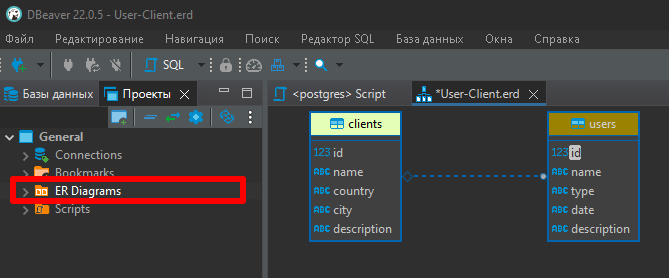 DBeaver 22.0.5 - User-Client.erd
Файл Редактирование Навигация Поиск Редактор SQL База данных Окна Справка
SQL
Базы данных Проекты <postgres> Script *User-Client.erd
General
Connections
Bookmarks
ER Diagrams
Scripts
clients
123 id
ABC name
ABC country
ABC city
ABC description
users
123 id
ABC name
ABC type
ABC date
ABC description